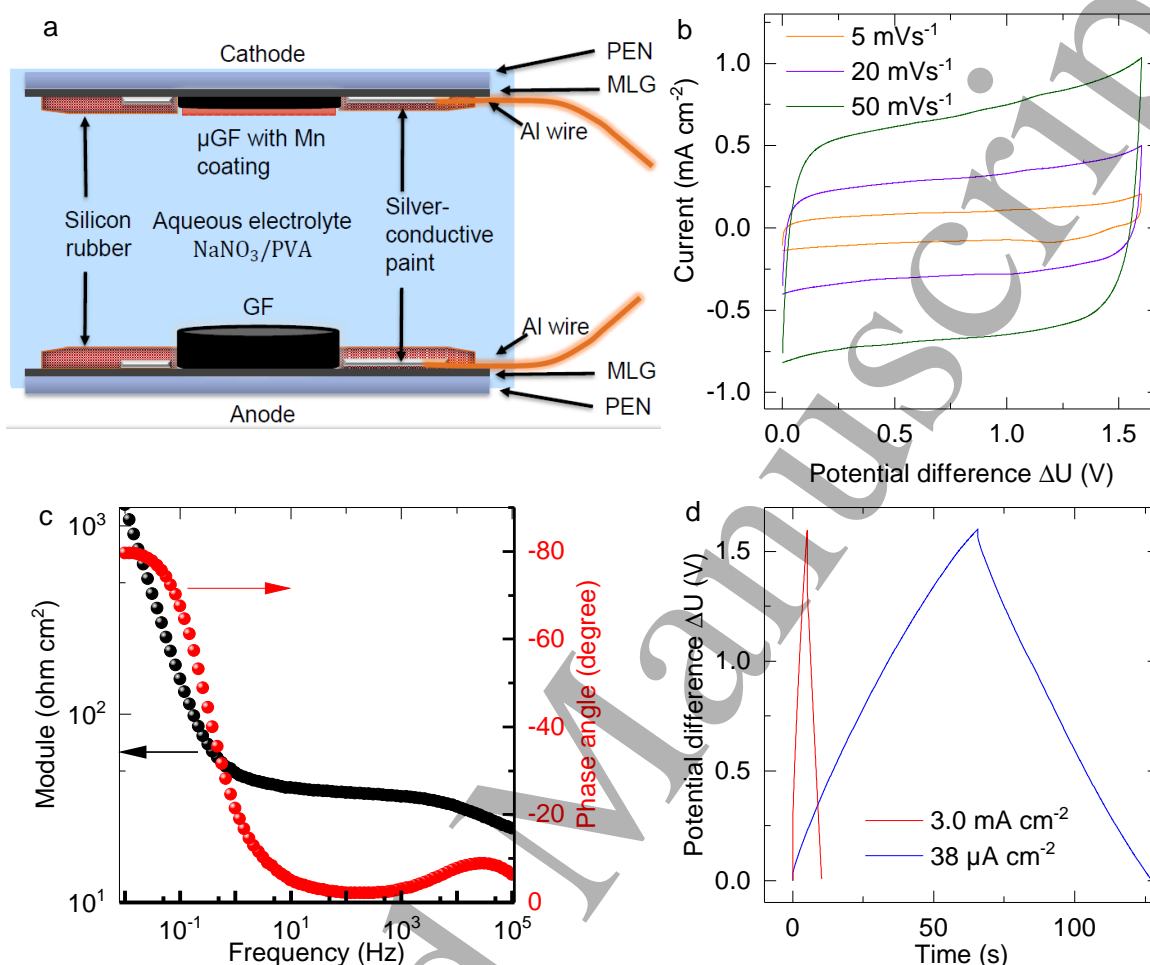 a
Cathode
PEN
MLG
Al wire
μGF with Mn
coating
Silicon
rubber
Aqueous electrolyte
NaNO₃/PVA
Silver-
conductive
paint
GF
Al wire
MLG
PEN
Anode
b
5 mVs⁻¹
20 mVs⁻¹
50 mVs⁻¹
1.0
0.5
0.0
-0.5
-1.0
Current (mA cm⁻²)
0.0 0.5 1.0 1.5
Potential difference ΔU (V)
c
10³
10²
10¹
Module (ohm cm²)
-80
-60
-40
-20
0
Phase angle (degree)
10⁻¹ 10¹ 10³ 10⁵
Frequency (Hz)
d
1.5
1.0
0.5
0.0
Potential difference ΔU (V)
3.0 mA cm⁻²
38 μA cm⁻²
0 50 100
Time (s)
d Manuscrip